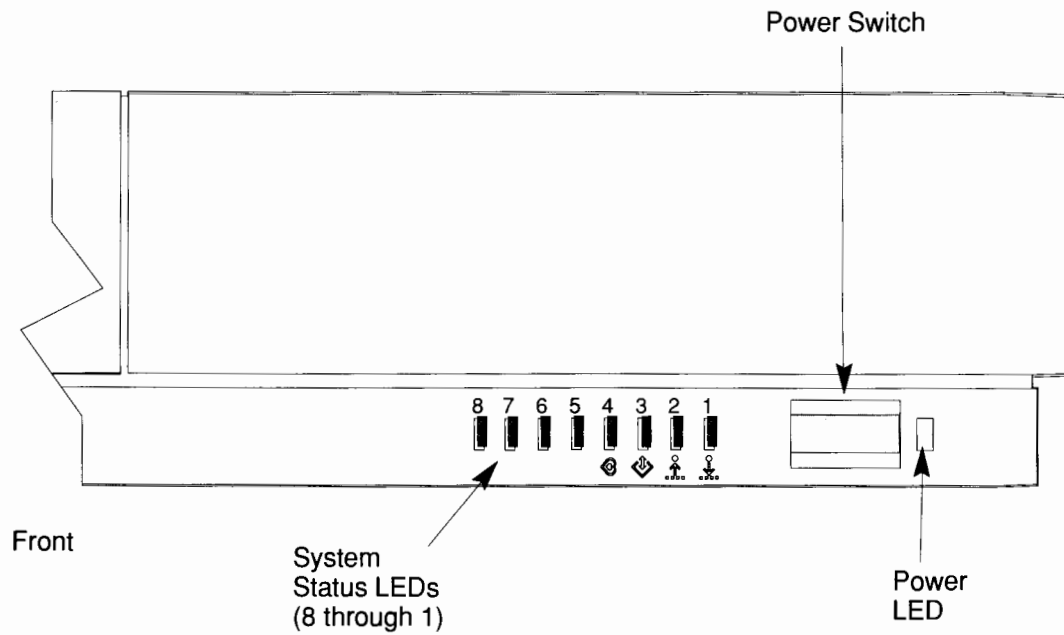 Power Switch
8 7 6 5 4 3 2 1
Front
System
Status LEDs
(8 through 1)
Power
LED